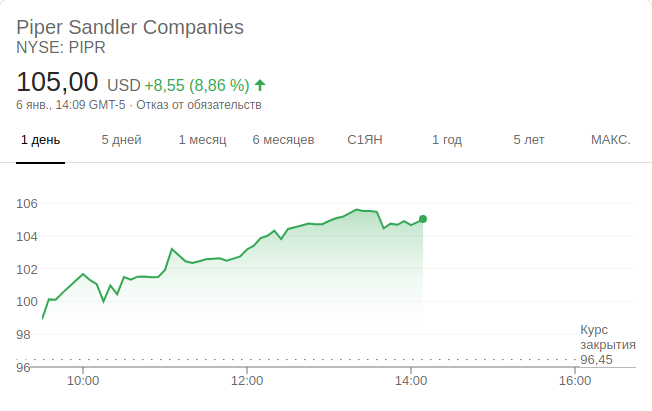 Piper Sandler Companies
NYSE: PIPR
105,00 USD +8,55 (8,86 %)
6 янв., 14:09 GMT-5 · Отказ от обязательств
1 день 5 дней 1 месяц 6 месяцев С1ЯН 1 год 5 лет МАКС.
106
104
102
100
98
96
Курс
закрытия
96,45
10:00 12:00 14:00 16:00